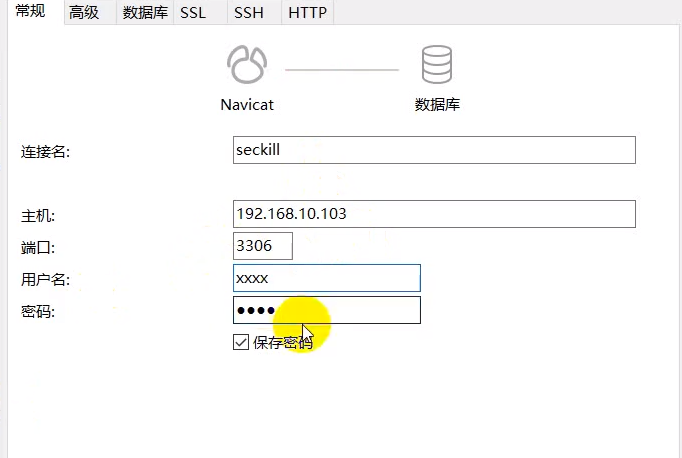 常规 高级 数据库 SSL SSH HTTP
Navicat 数据库
连接名: seckill
主机: 192.168.10.103
端口: 3306
用户名: xxxx
密码: ●●●●
保存密码